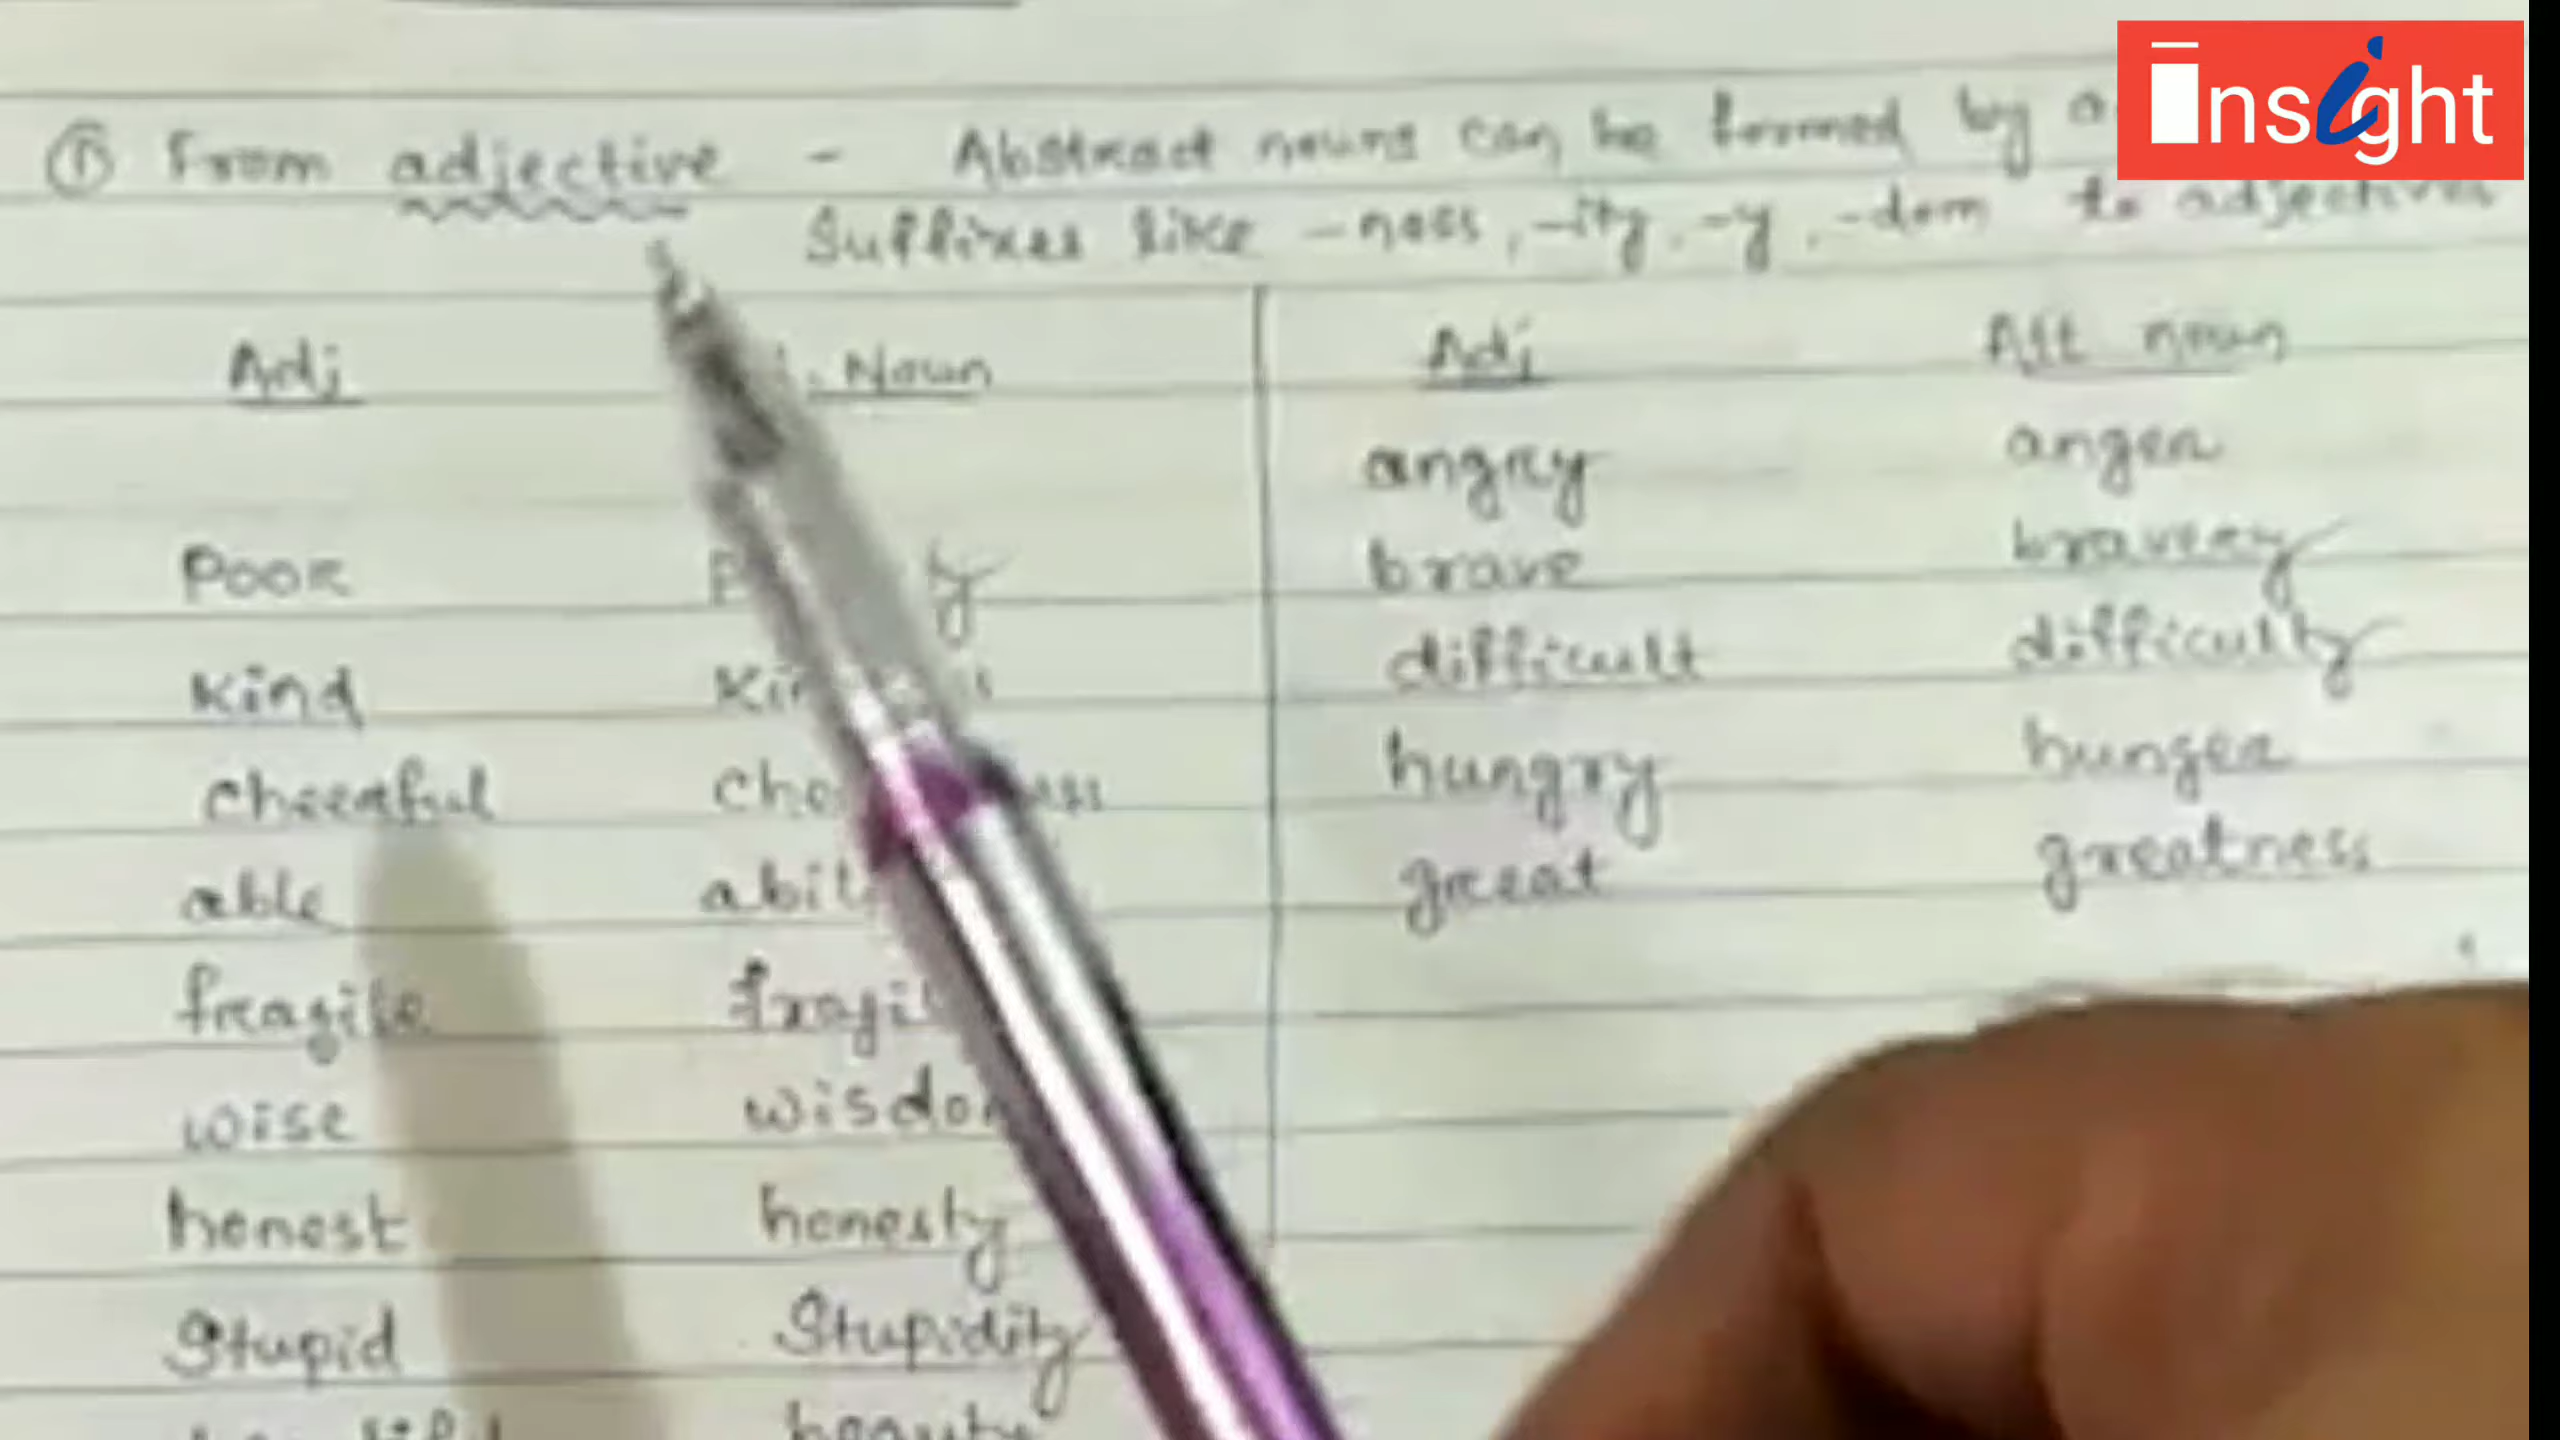 Insight
① From adjective - Abstract nouns can be formed by
Suffixes like -ness, -ity, -y, -dom to adjectives
Adj Noun Adj Abt noun
angry anger
Poor brave bravery
Kind difficult difficulty
Cheerful hungry hunger
able great greatness
fragile
wise
honest honesty
Stupid Stupidity
beauty